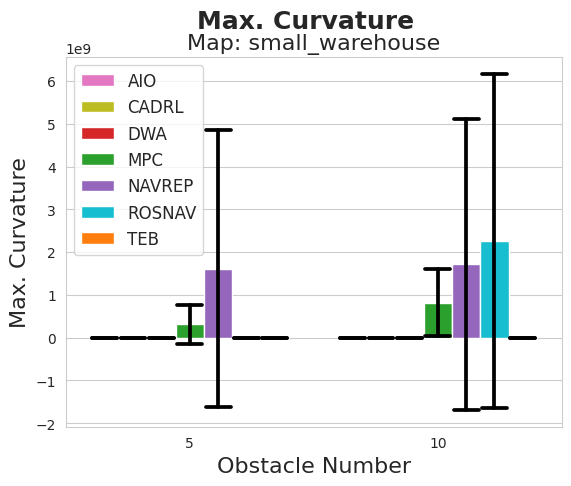 Max. Curvature
Map: small_warehouse
1e9
6
5
4
3
2
1
0
−1
−2
Max. Curvature
AIO
CADRL
DWA
MPC
NAVREP
ROSNAV
TEB
5
10
Obstacle Number